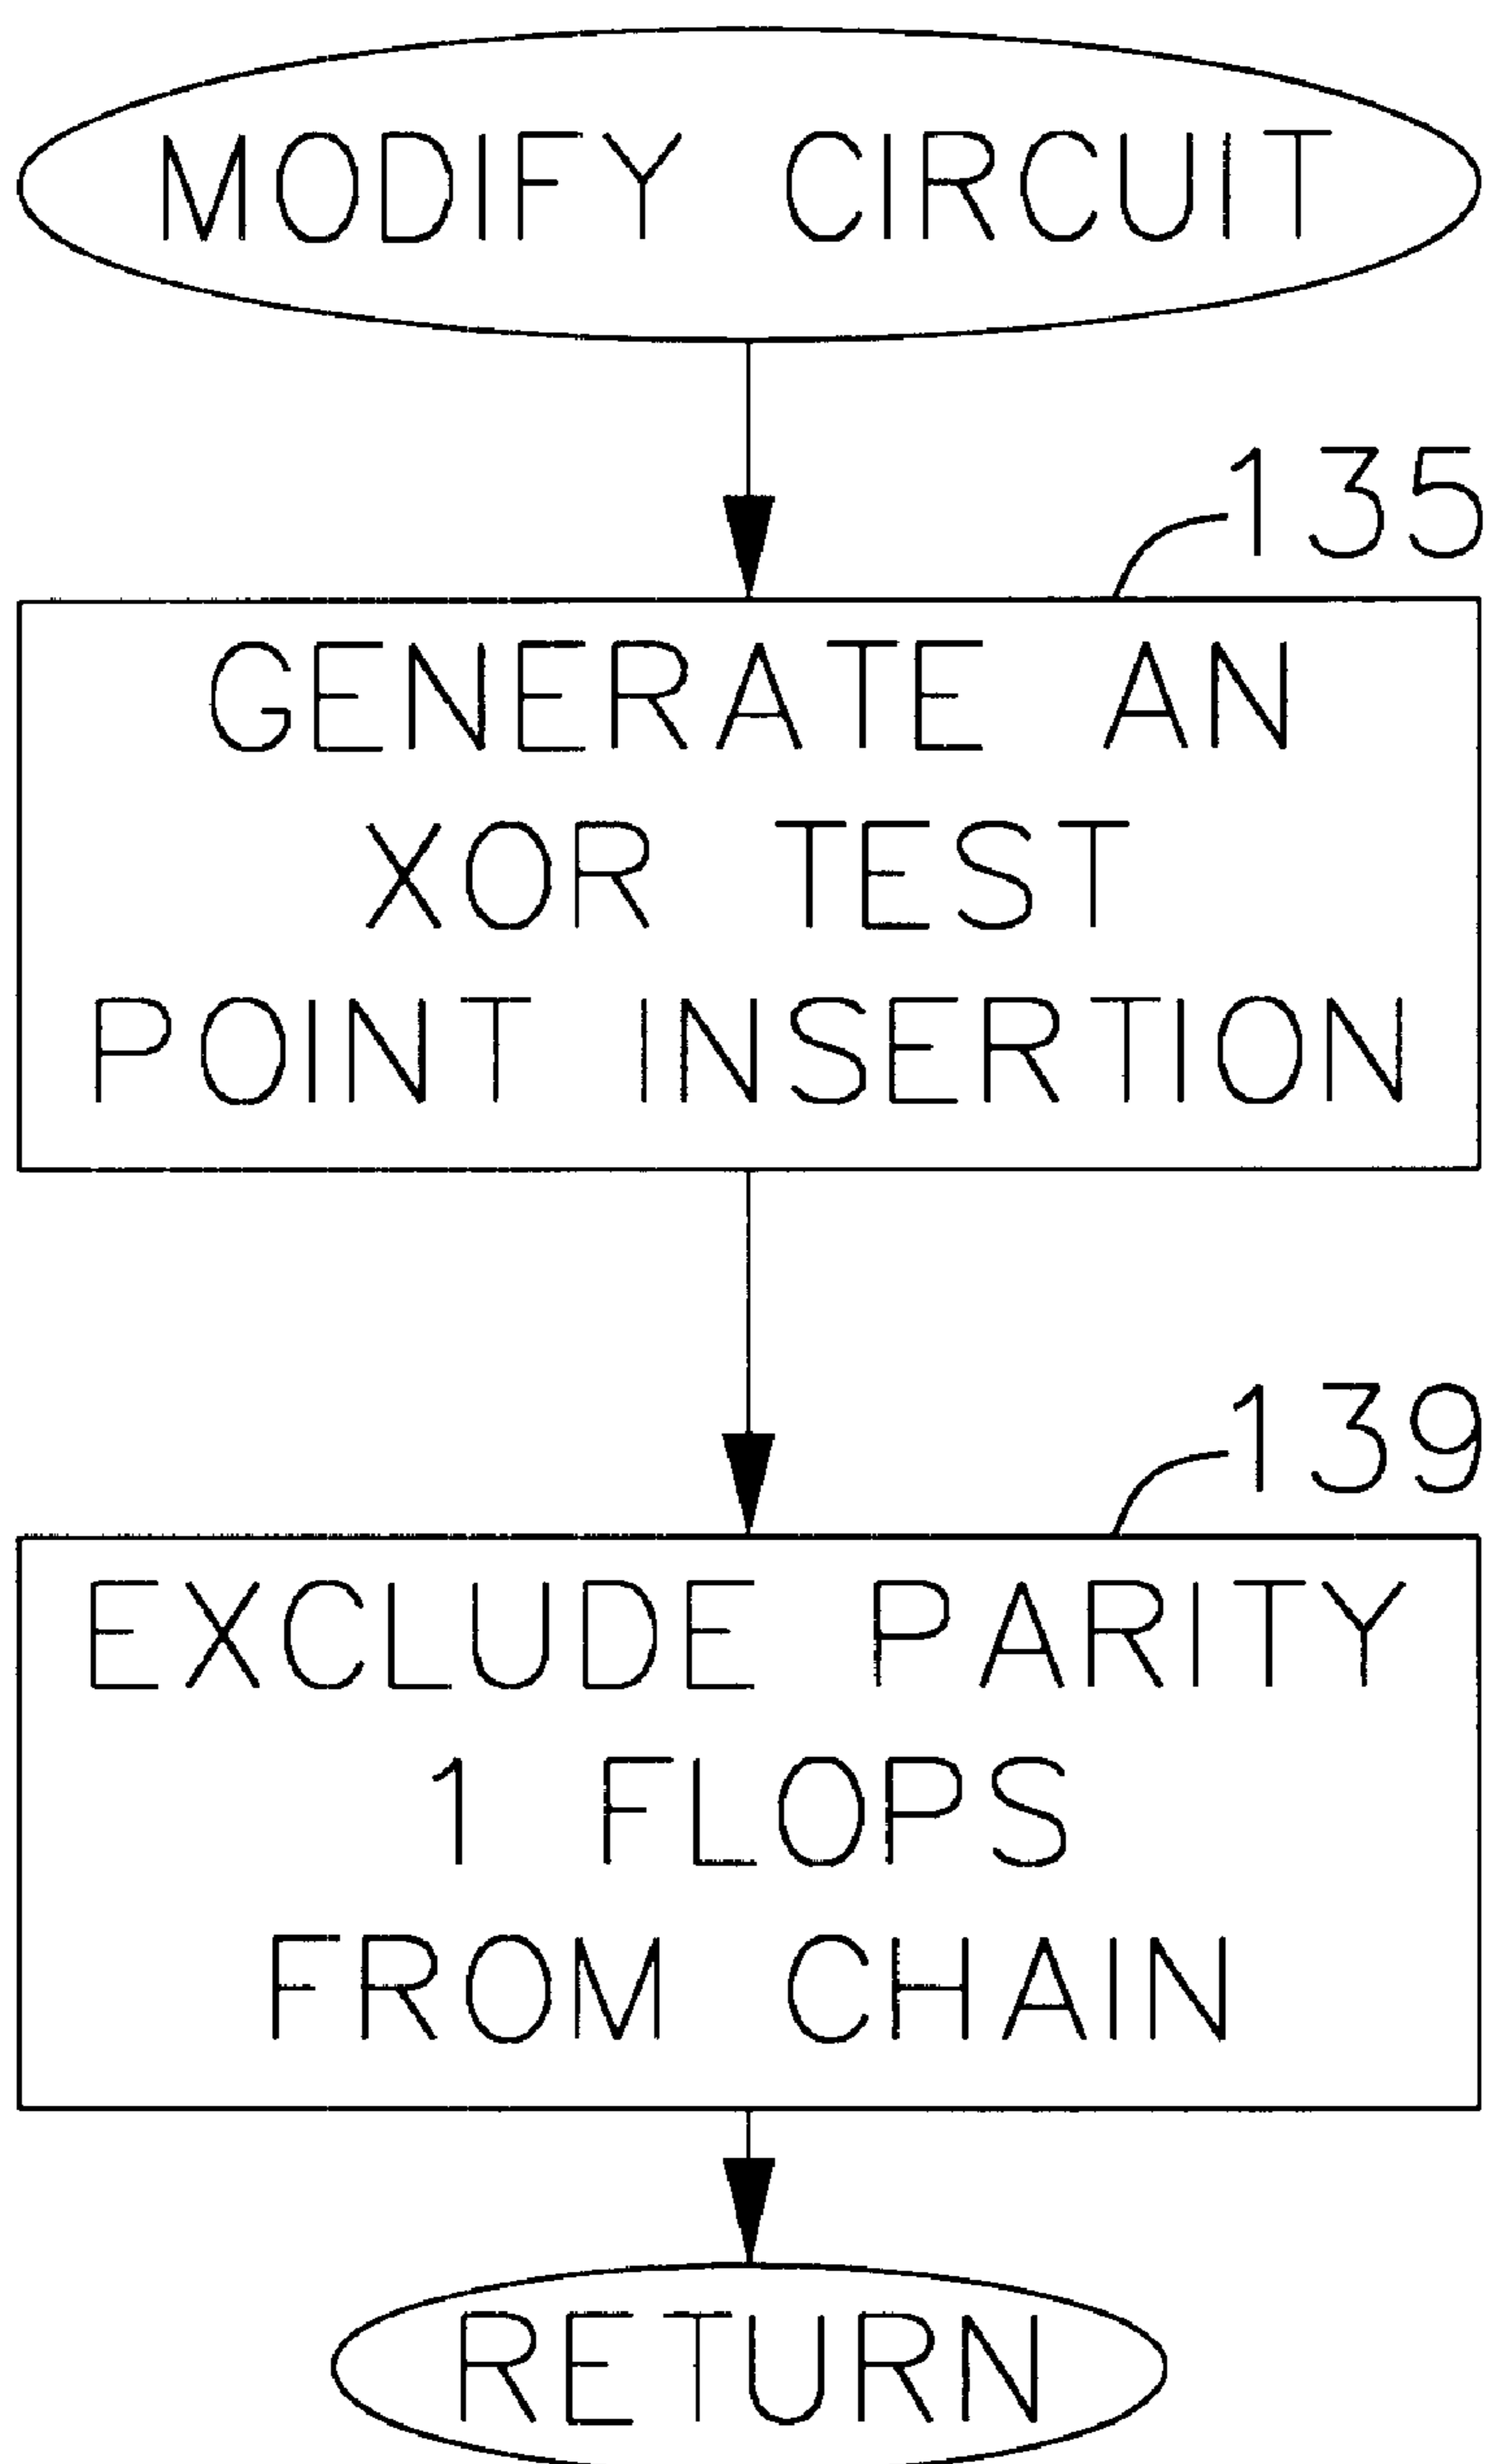 MODIFY CIRCUIT
135
GENERATE AN
XOR TEST
POINT INSERTION
139
EXCLUDE PARITY
1 FLOPS
FROM CHAIN
RETURN